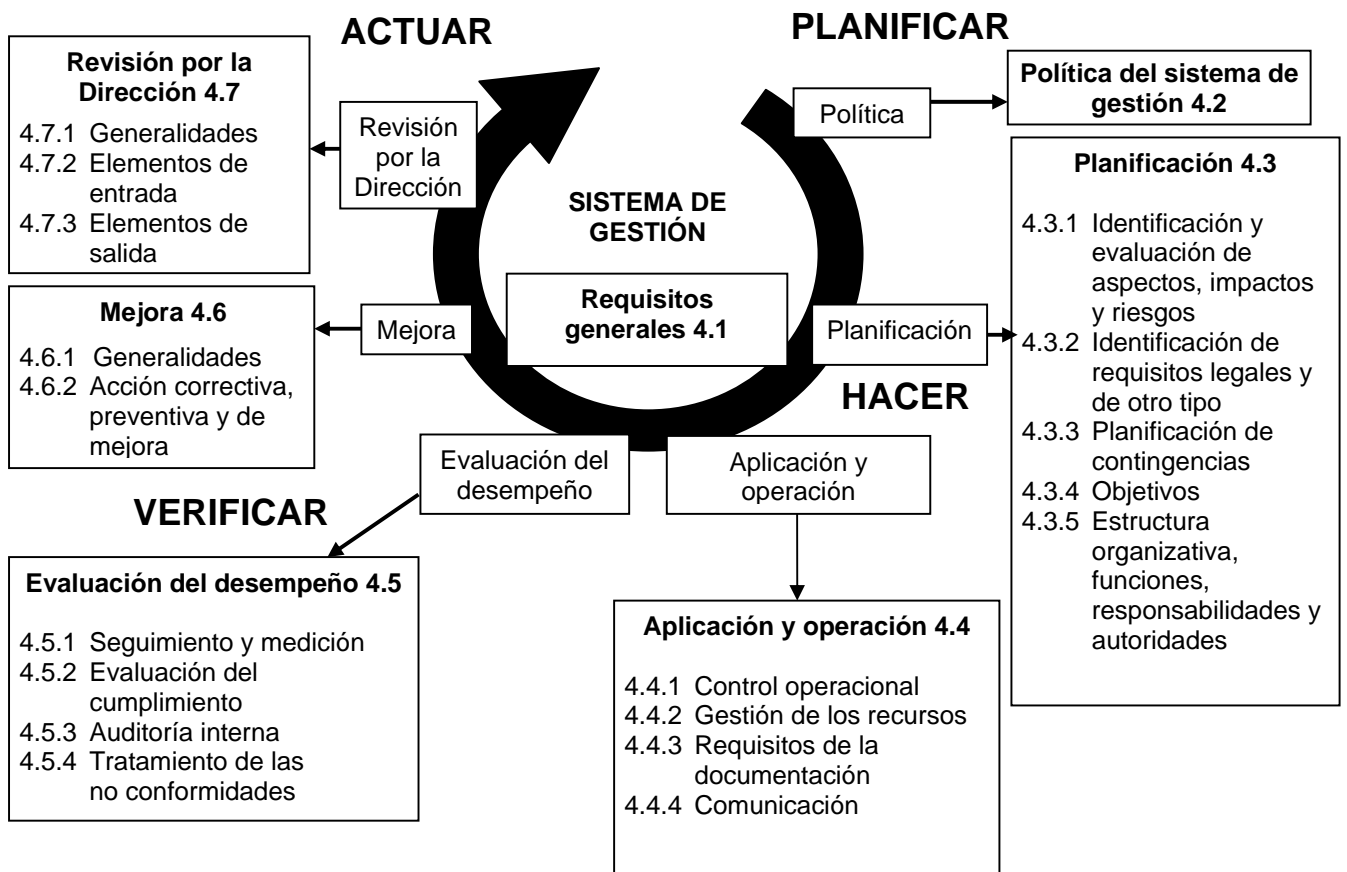 ACTUAR
PLANIFICAR
Revisión por la
Dirección 4.7
4.7.1 Generalidades
4.7.2 Elementos de
entrada
4.7.3 Elementos de
salida
Revisión
por la
Dirección
Política
Política del sistema de
gestión 4.2
SISTEMA DE
GESTIÓN
Requisitos
generales 4.1
Planificación 4.3
4.3.1 Identificación y
evaluación de
aspectos, impactos
y riesgos
4.3.2 Identificación de
requisitos legales y
de otro tipo
4.3.3 Planificación de
contingencias
4.3.4 Objetivos
4.3.5 Estructura
organizativa,
funciones,
responsabilidades y
autoridades
Mejora 4.6
4.6.1 Generalidades
4.6.2 Acción correctiva,
preventiva y de
mejora
Mejora
Planificación
HACER
Evaluación del
desempeño
Aplicación y
operación
VERIFICAR
Evaluación del desempeño 4.5
4.5.1 Seguimiento y medición
4.5.2 Evaluación del
cumplimiento
4.5.3 Auditoría interna
4.5.4 Tratamiento de las
no conformidades
Aplicación y operación 4.4
4.4.1 Control operacional
4.4.2 Gestión de los recursos
4.4.3 Requisitos de la
documentación
4.4.4 Comunicación